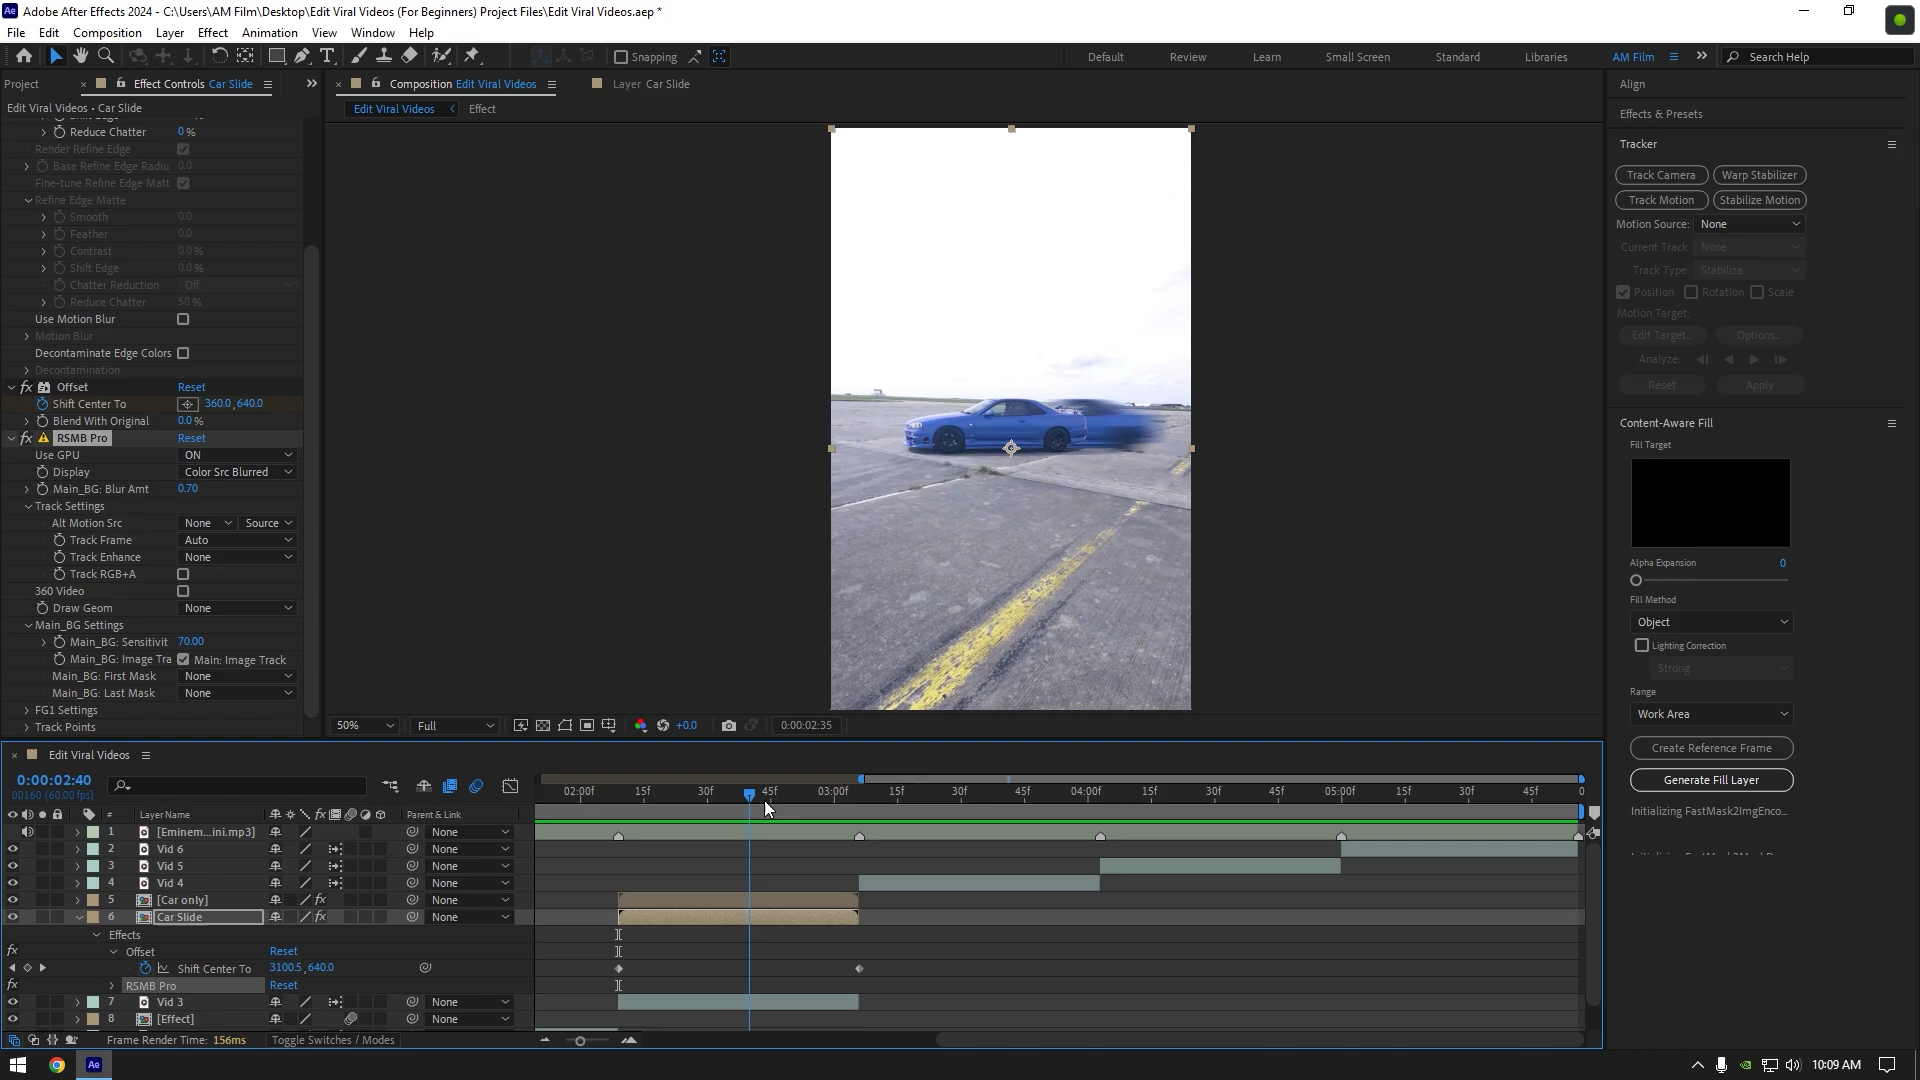 Adobe After Effects 2024 - C:\Users\AM Film\Desktop\Edit Viral Videos (For Beginners) Project Files\Edit Viral Videos.aep *
File Edit Composition Layer Effect Animation View Window Help
Snapping Default Review Learn Small Screen Standard Libraries AM Film Search Help
Project Effect Controls Car Slide
Composition Edit Viral Videos
Layer Car Slide
Edit Viral Videos • Car Slide
Edit Viral Videos Effect
Reduce Chatter 0 %
Render Refine Edge
Base Refine Edge Radiu 0.0
Fine-tune Refine Edge Matt
Refine Edge Matte
Smooth 0.0
Feather 0.0
Contrast 0.0 %
Shift Edge 0.0 %
Chatter Reduction Off
Reduce Chatter 50 %
Use Motion Blur
Motion Blur
Decontaminate Edge Colors
Decontamination
fx Offset Reset
Shift Center To 360.0 ,640.0
Blend With Original 0.0 %
fx RSMB Pro Reset
Use GPU ON
Display Color Src Blurred
Main_BG: Blur Amt 0.70
Track Settings
Alt Motion Src None Source
Track Frame Auto
Track Enhance None
Track RGB+A
360 Video
Draw Geom None
Main_BG Settings
Main_BG: Sensitivit 70.00
Main_BG: Image Tra Main: Image Track
Main_BG: First Mask None
Main_BG: Last Mask None
FG1 Settings
Track Points
50% Full +0.0 0:00:02:35
Align
Effects & Presets
Tracker
Track Camera Warp Stabilizer
Track Motion Stabilize Motion
Motion Source: None
Current Track: None
Track Type: Stabilize
Position Rotation Scale
Motion Target:
Edit Target... Options...
Analyze:
Reset Apply
Content-Aware Fill
Fill Target
Alpha Expansion 0
Fill Method
Object
Lighting Correction
Strong
Range
Work Area
Create Reference Frame
Generate Fill Layer
Initializing FastMask2ImgEnco...
Edit Viral Videos
0:00:02:40
00160 (60.00 fps)
02:00f 15f 30f 45f 03:00f 15f 30f 45f 04:00f 15f 30f 45f 05:00f 15f 30f 45f 0
# Layer Name fx Parent & Link
1 [Eminem...ini.mp3] None
2 Vid 6 None
3 Vid 5 None
4 Vid 4 None
5 [Car only] fx None
6 Car Slide fx None
Effects
fx Offset Reset
Shift Center To 3100.5 ,640.0
fx RSMB Pro Reset
7 Vid 3 None
8 [Effect] None
Frame Render Time: 156ms Toggle Switches / Modes
Ae 10:09 AM